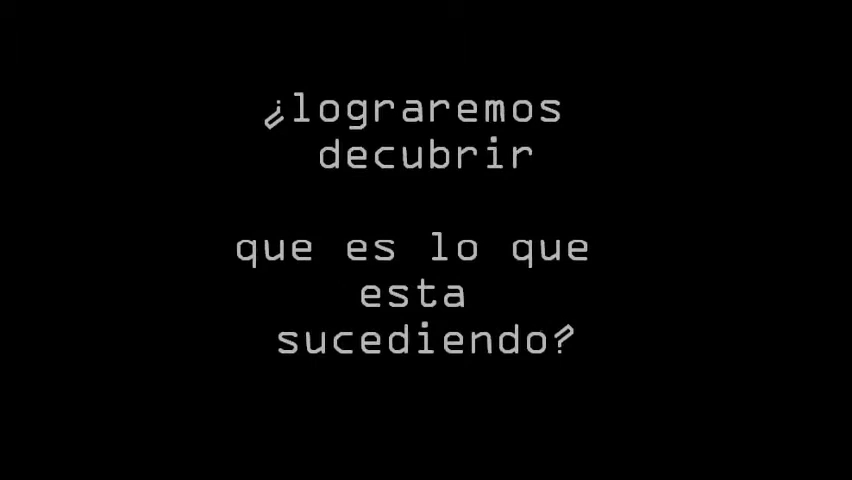 ¿lograremos
decubrir
que es lo que
esta
sucediendo?